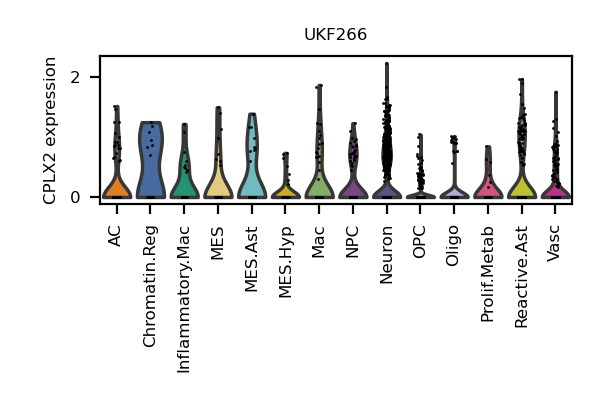 UKF266
CPLX2 expression
2
0
AC
Chromatin.Reg
Inflammatory.Mac
MES
MES.Ast
MES.Hyp
Mac
NPC
Neuron
OPC
Oligo
Prolif.Metab
Reactive.Ast
Vasc